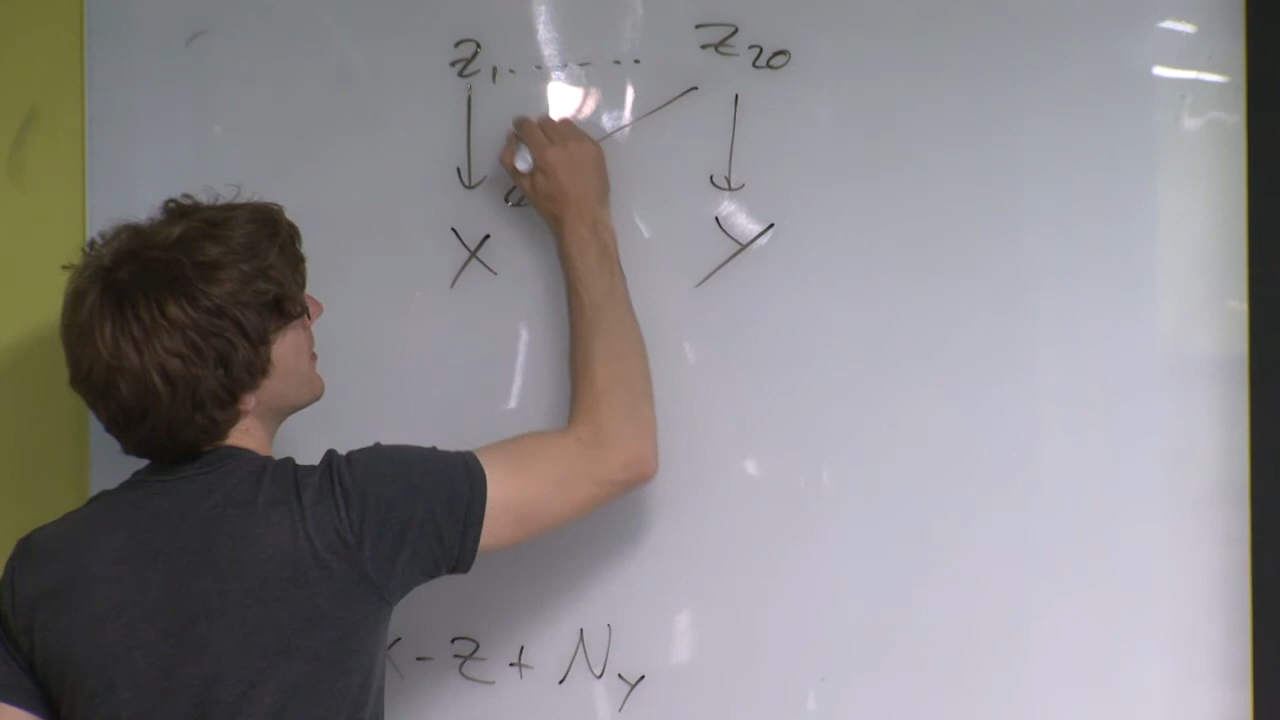 Z₁ ....... Z₂₀
X Y
- Z + N_Y